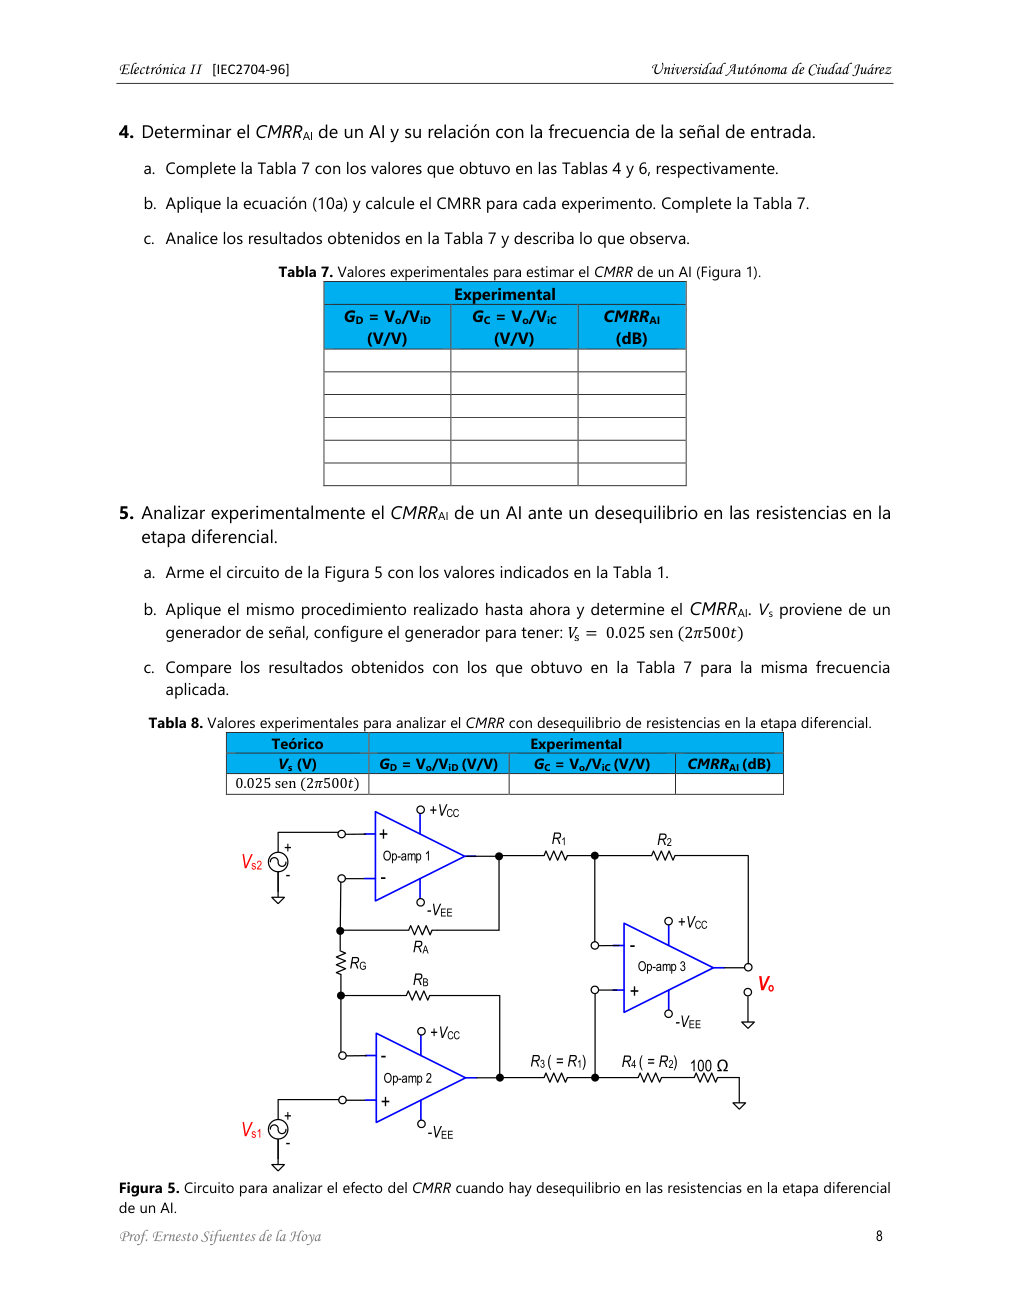 Electrónica II [IEC2704-96] Universidad Autónoma de Ciudad Juárez
4. Determinar el CMRRAI de un AI y su relación con la frecuencia de la señal de entrada.
a. Complete la Tabla 7 con los valores que obtuvo en las Tablas 4 y 6, respectivamente.
b. Aplique la ecuación (10a) y calcule el CMRR para cada experimento. Complete la Tabla 7.
c. Analice los resultados obtenidos en la Tabla 7 y describa lo que observa.
Tabla 7. Valores experimentales para estimar el CMRR de un AI (Figura 1).
Experimental
GD = Vo/ViD GC = Vo/ViC CMRRAI
(V/V) (V/V) (dB)
5. Analizar experimentalmente el CMRRAI de un AI ante un desequilibrio en las resistencias en la
etapa diferencial.
a. Arme el circuito de la Figura 5 con los valores indicados en la Tabla 1.
b. Aplique el mismo procedimiento realizado hasta ahora y determine el CMRRAI. Vs proviene de un
generador de señal, configure el generador para tener: Vs = 0.025 sen (2π500t)
c. Compare los resultados obtenidos con los que obtuvo en la Tabla 7 para la misma frecuencia
aplicada.
Tabla 8. Valores experimentales para analizar el CMRR con desequilibrio de resistencias en la etapa diferencial.
Teórico Experimental
Vs (V) GD = Vo/ViD (V/V) GC = Vo/ViC (V/V) CMRRAI (dB)
0.025 sen (2π500t)
+VCC
+
Op-amp 1
-
-VEE
Vs2
+
-
R1
R2
RA
RG
RB
+VCC
-
Op-amp 3
+
-VEE
Vo
+VCC
-
Op-amp 2
+
-VEE
R3 ( = R1)
R4 ( = R2)
100 Ω
Vs1
+
-
Figura 5. Circuito para analizar el efecto del CMRR cuando hay desequilibrio en las resistencias en la etapa diferencial
de un AI.
Prof. Ernesto Sifuentes de la Hoya 8